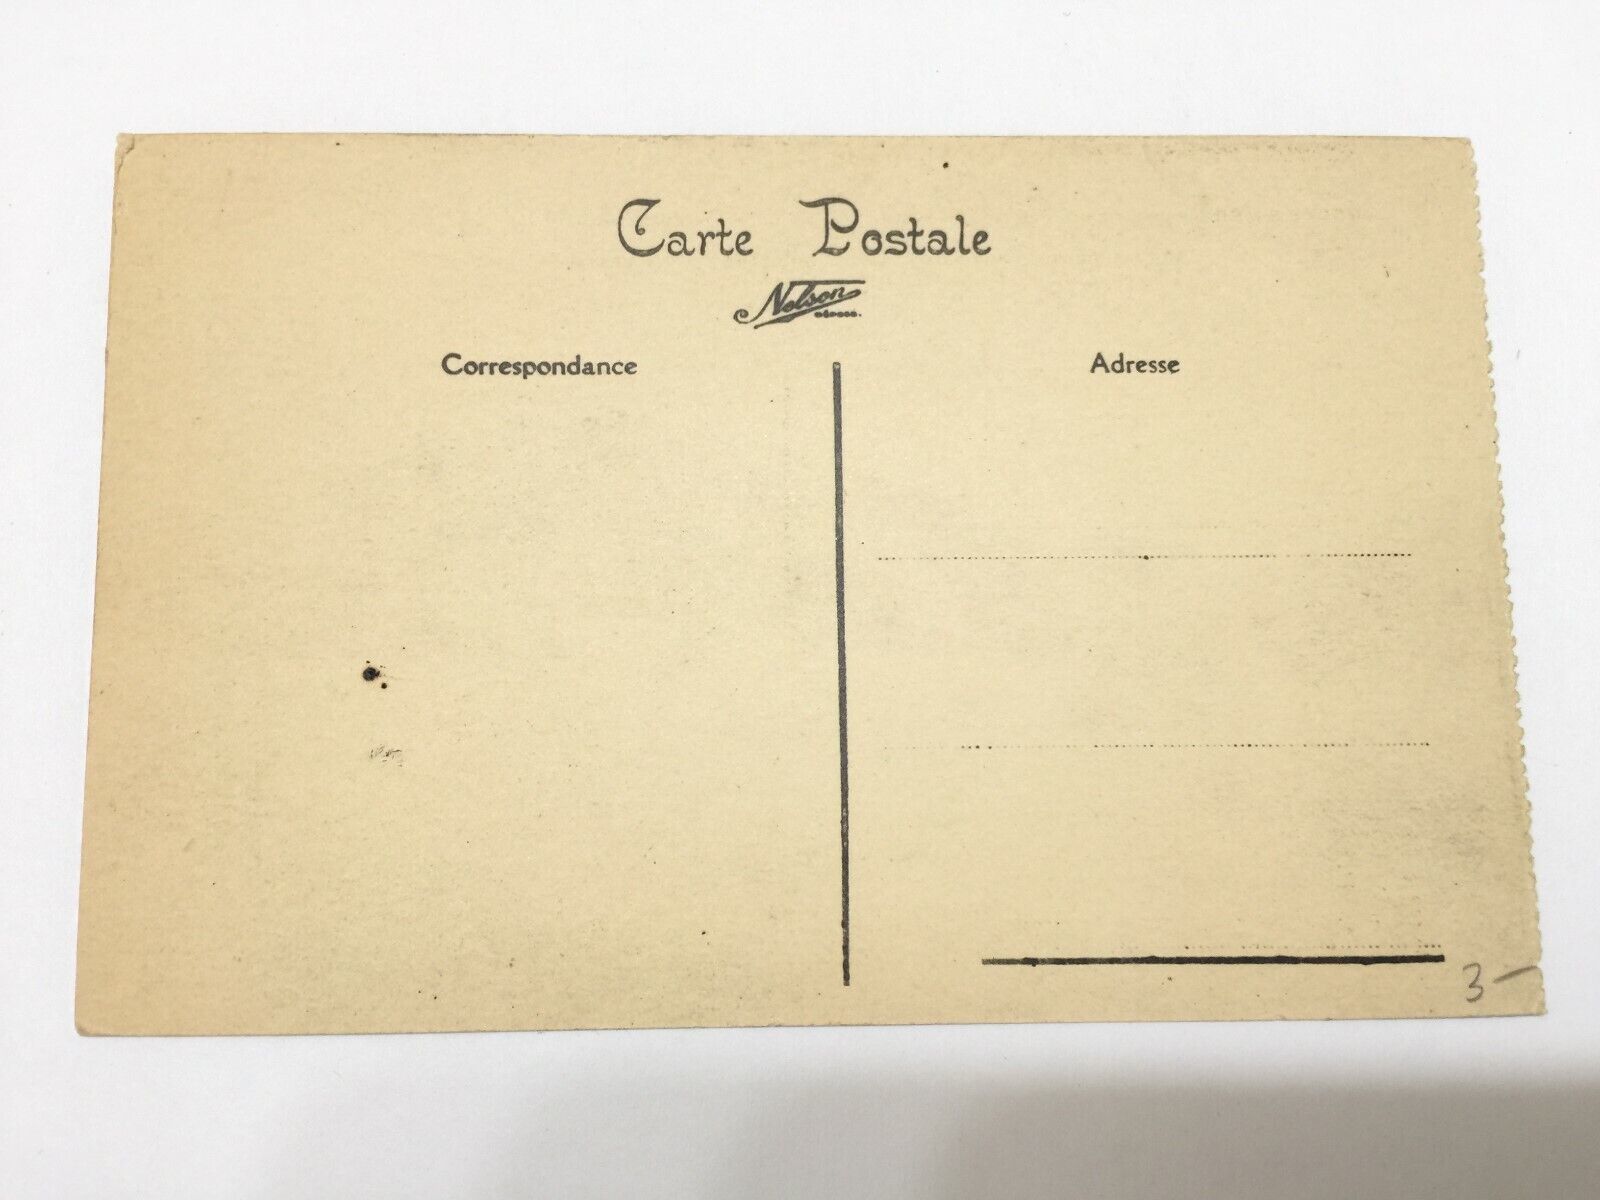 Carte Postale
Nelson
Correspondance
Adresse
3-